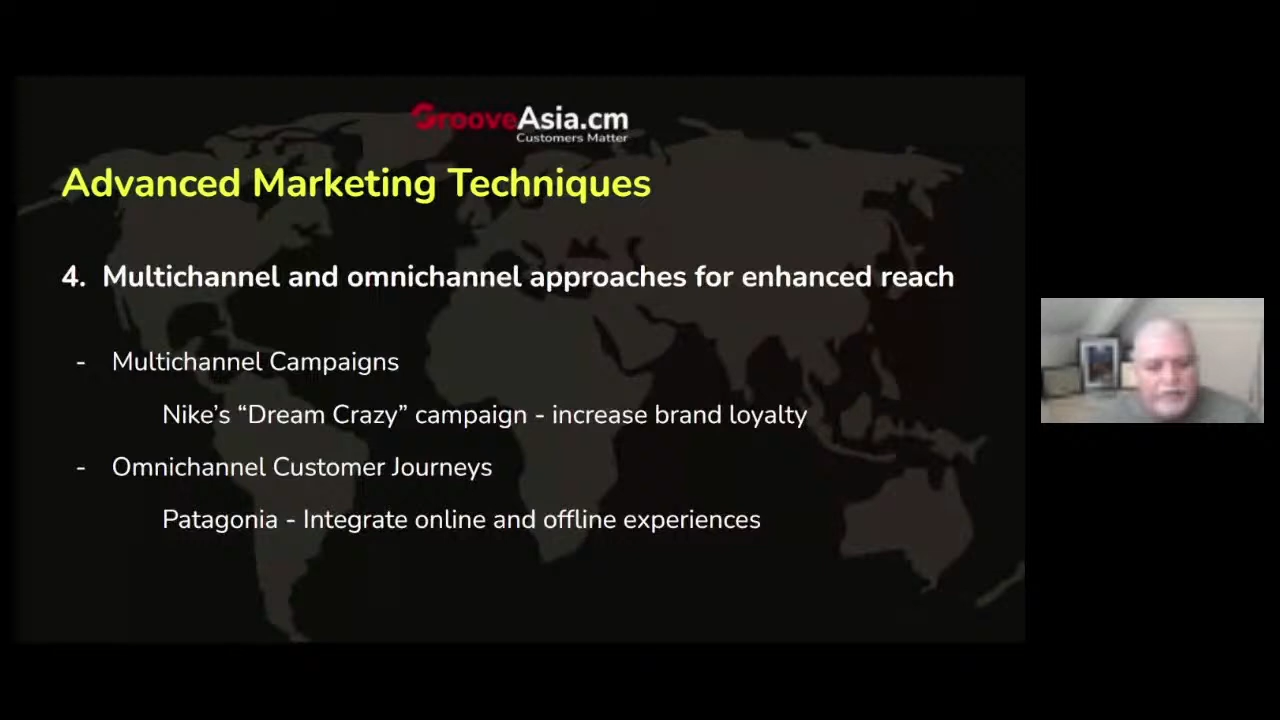 GrooveAsia.cm
Customers Matter
Advanced Marketing Techniques
4. Multichannel and omnichannel approaches for enhanced reach
- Multichannel Campaigns
Nike’s “Dream Crazy” campaign - increase brand loyalty
- Omnichannel Customer Journeys
Patagonia - Integrate online and offline experiences